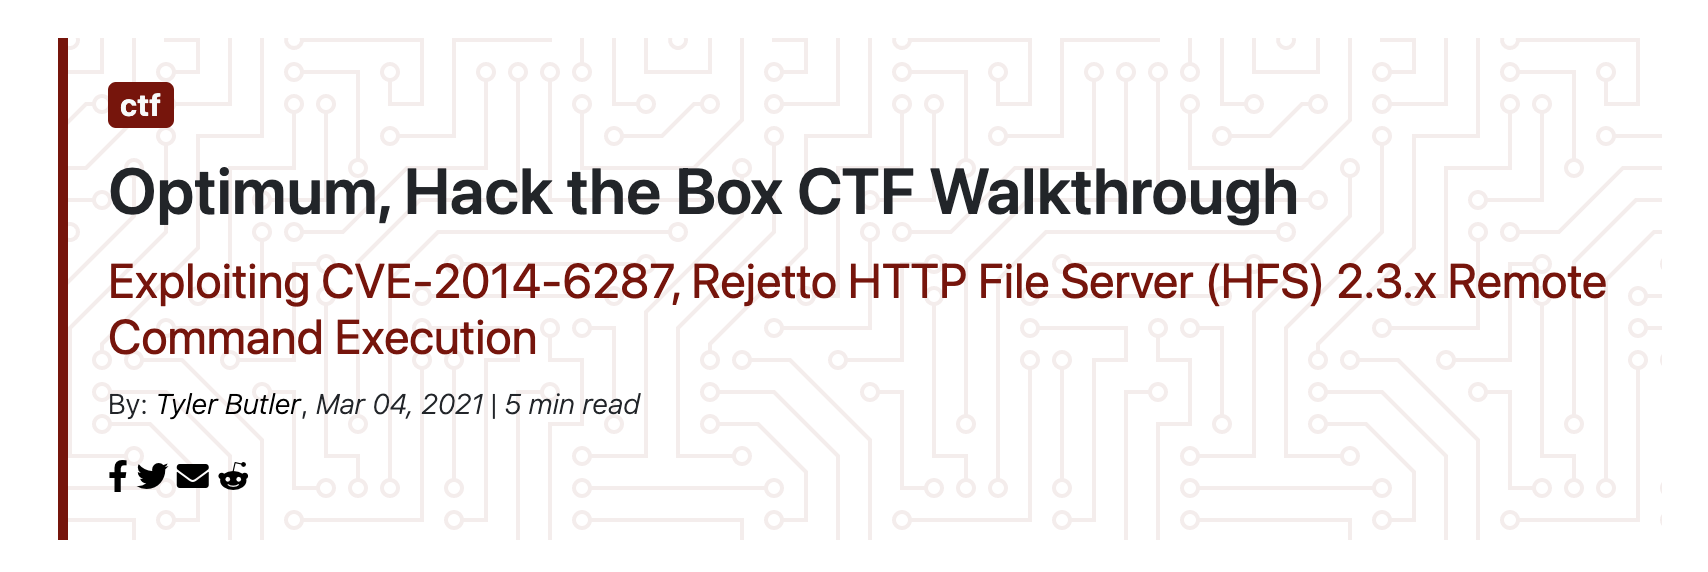 ctf
Optimum, Hack the Box CTF Walkthrough
Exploiting CVE-2014-6287, Rejetto HTTP File Server (HFS) 2.3.x Remote
Command Execution
By: Tyler Butler, Mar 04, 2021 | 5 min read